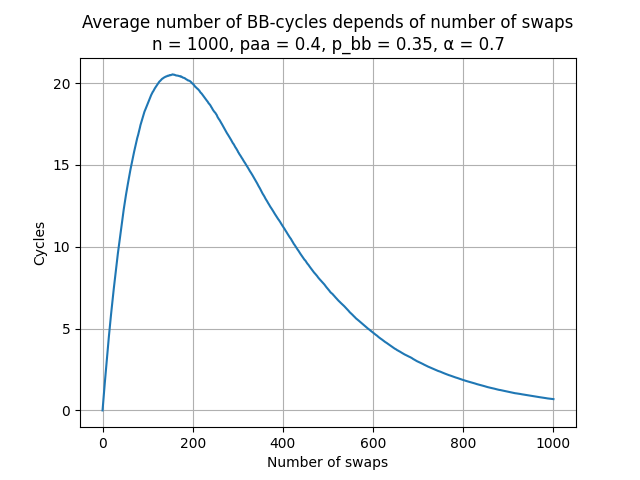 Average number of BB-cycles depends of number of swaps
n = 1000, paa = 0.4, p_bb = 0.35, α = 0.7
20
15
10
5
0
Cycles
0 200 400 600 800 1000
Number of swaps